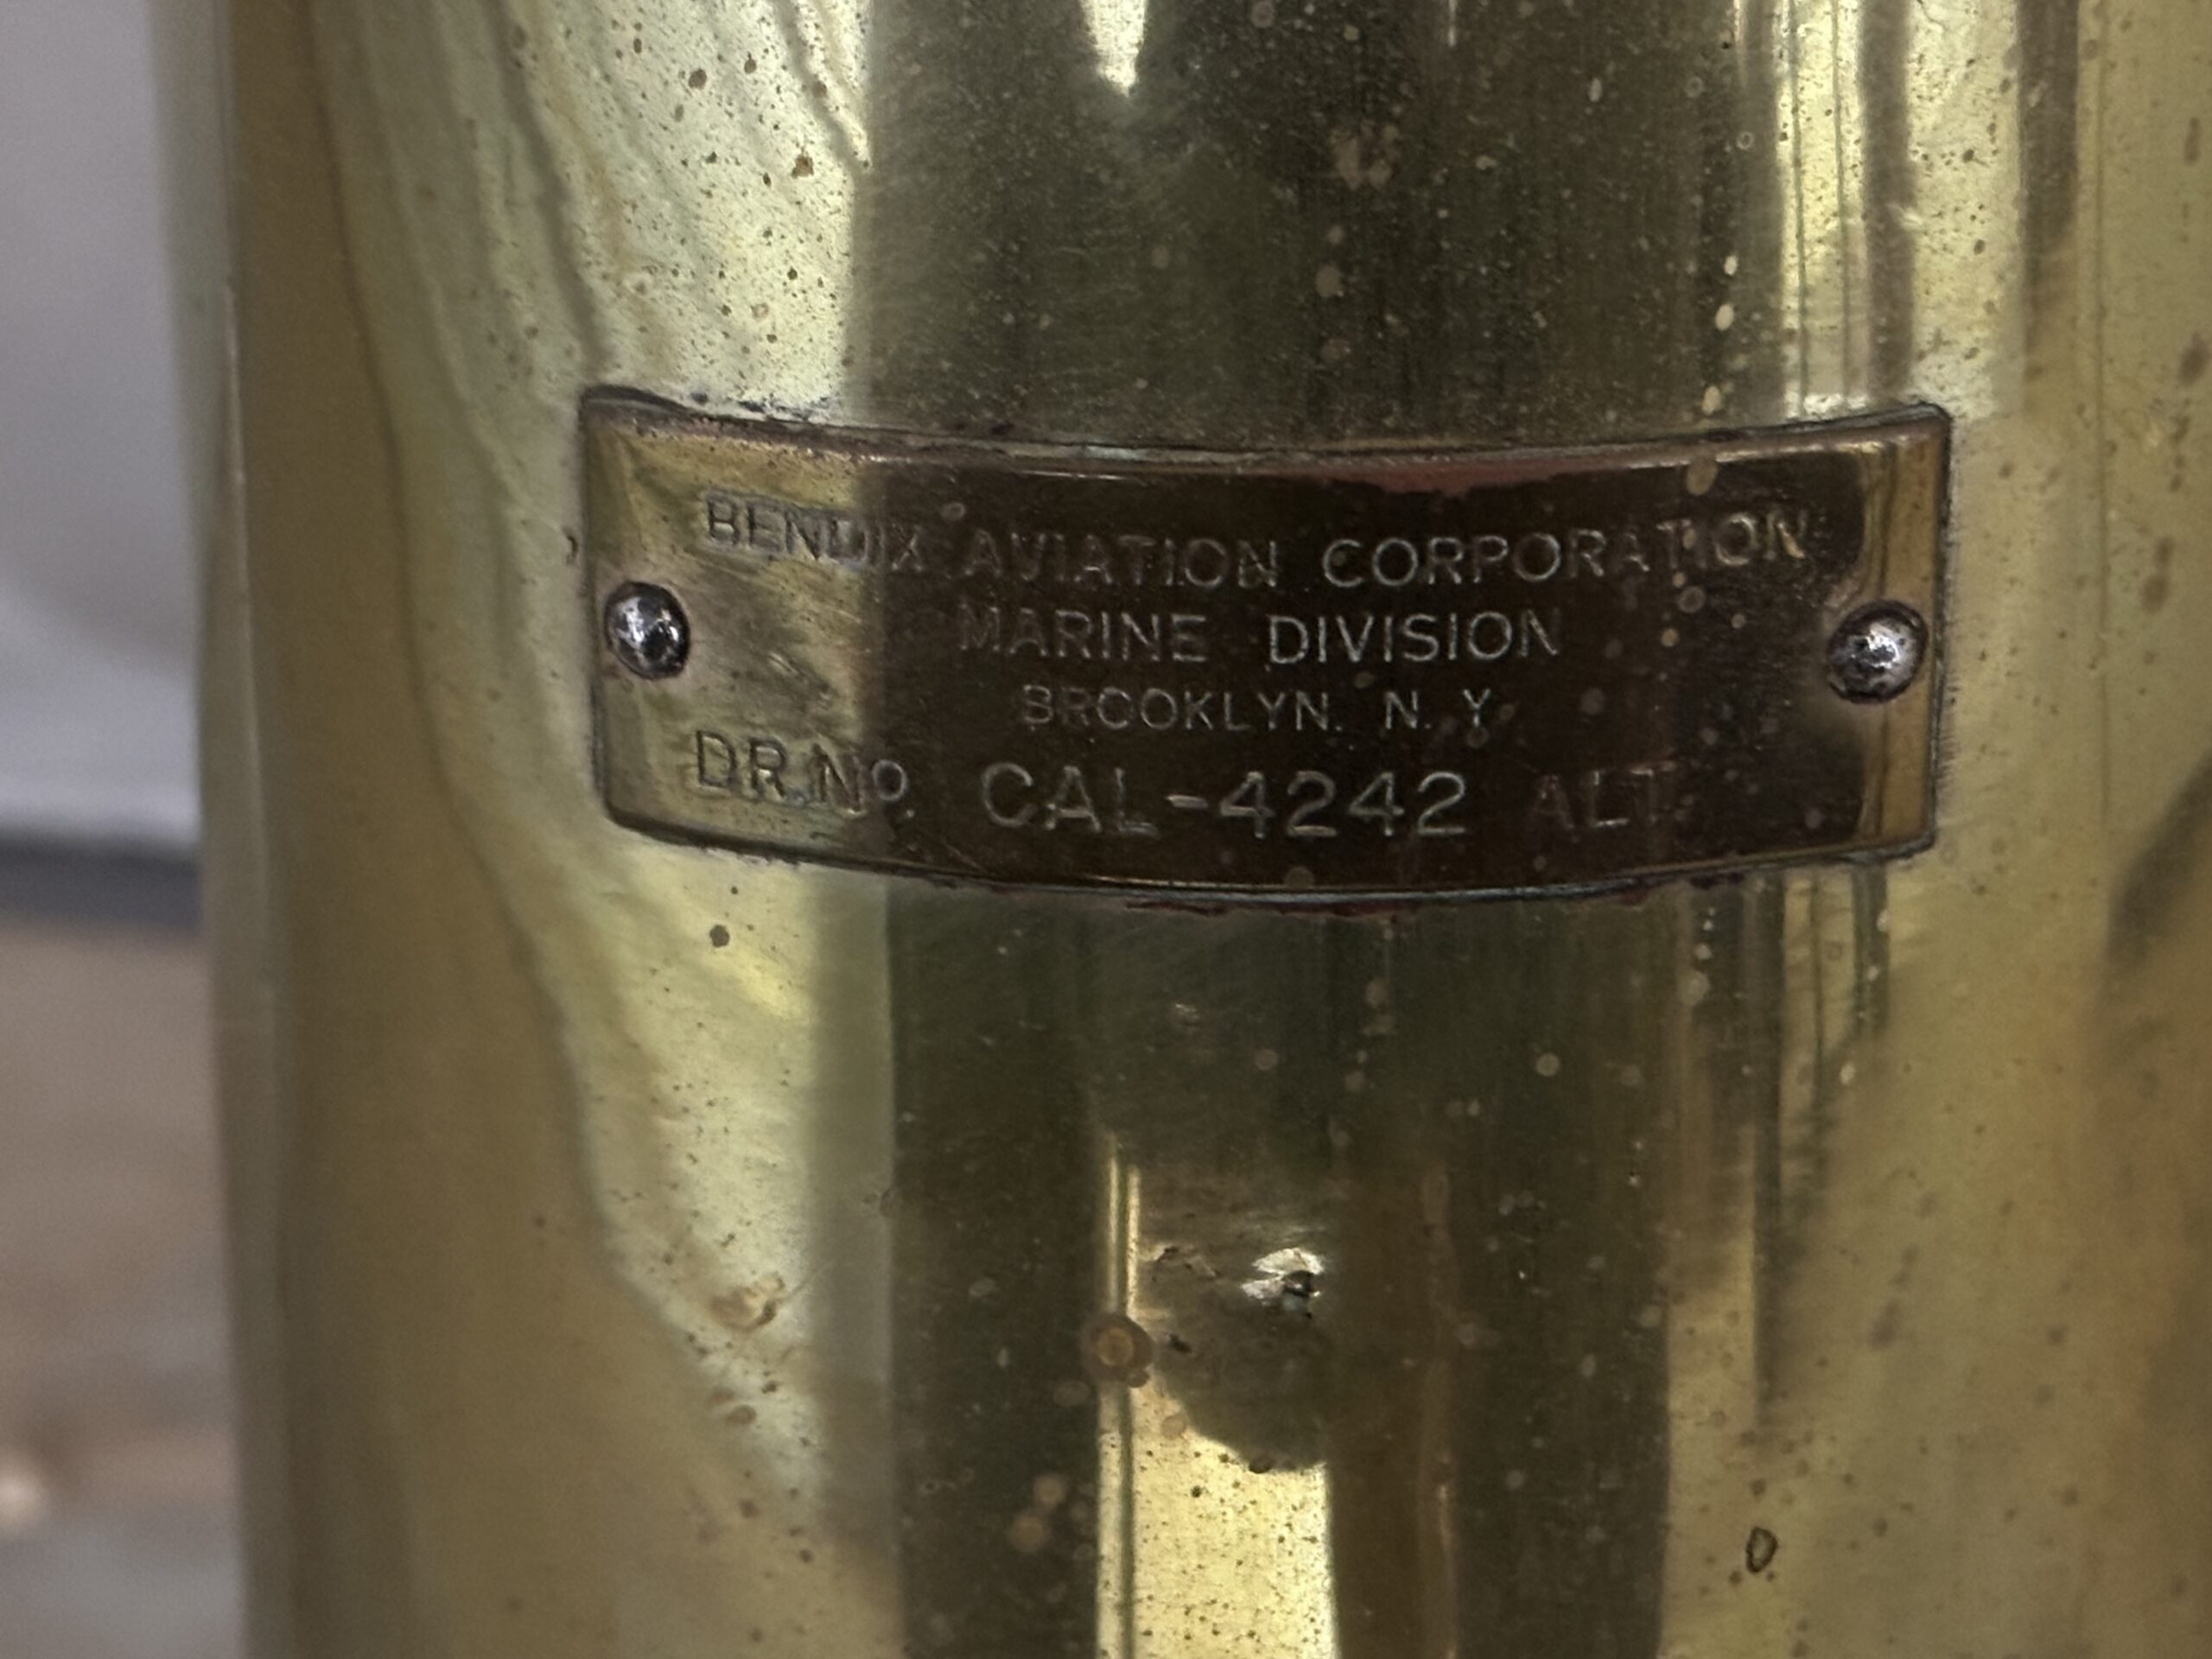 BENDIX AVIATION CORPORATION
MARINE DIVISION
BROOKLYN. N. Y.
DR. No. CAL-4242 ALT